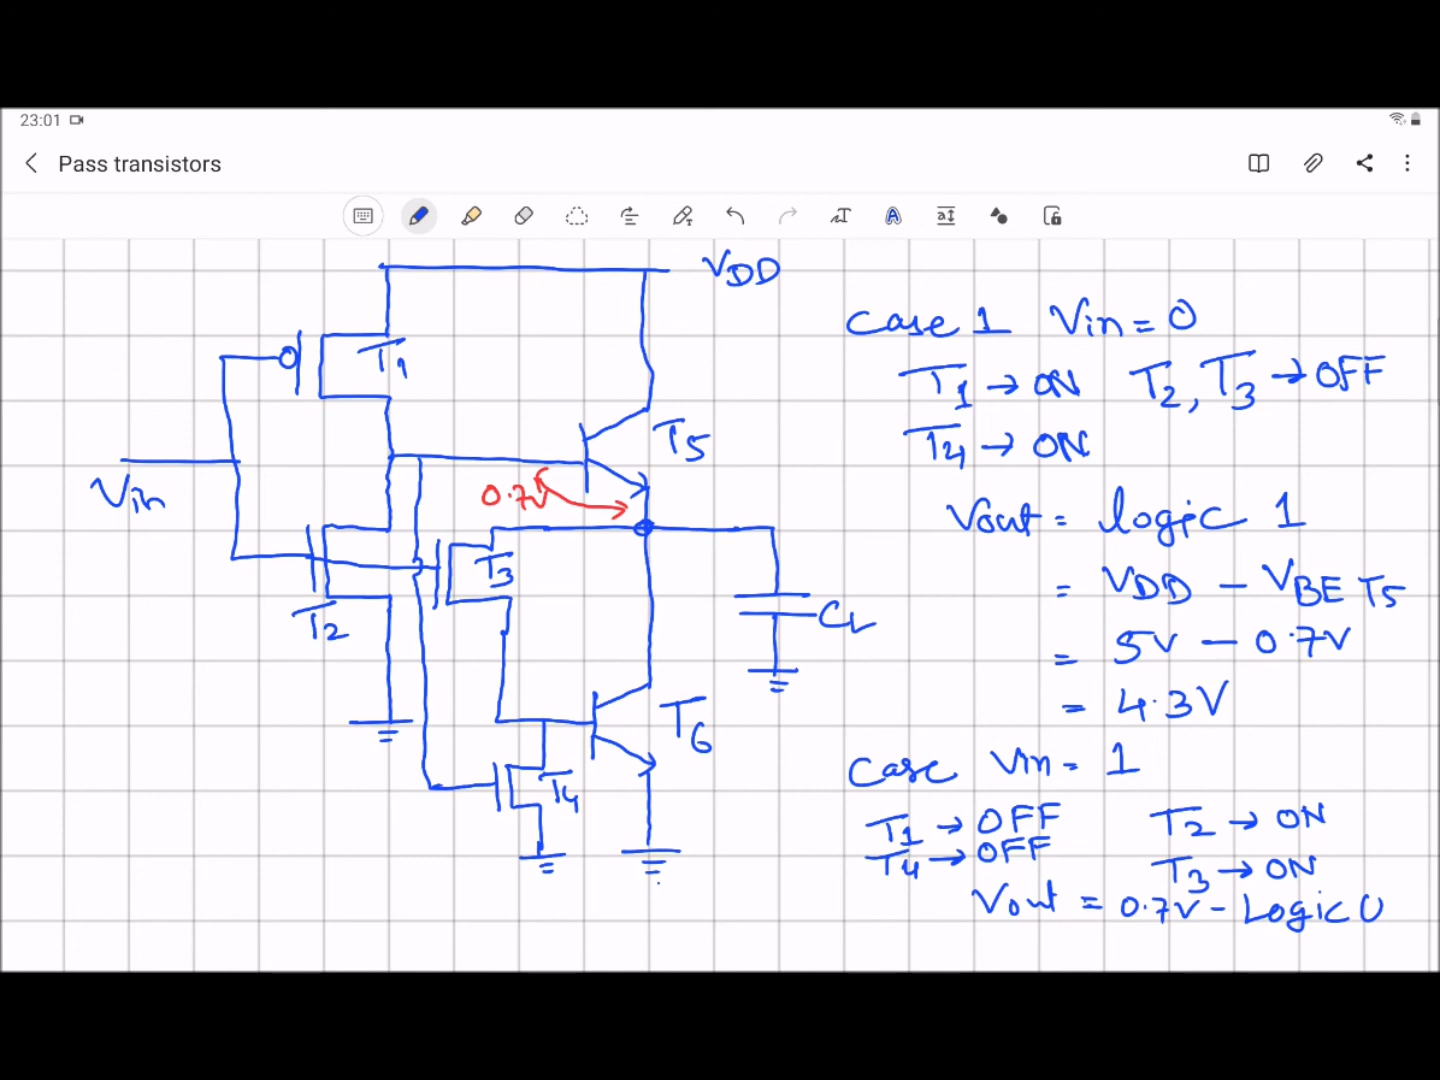 23:01
Pass transistors
VDD
T1
T5
Vin
0.7V
T3
T2
CL
T6
T4
Case 1 Vin = 0
T1 → ON T2, T3 → OFF
T4 → ON
Vout = logic 1
= VDD - VBE T5
= 5V - 0.7V
= 4.3V
Case Vin = 1
T1 → OFF T2 → ON
T4 → OFF T3 → ON
Vout = 0.7V - Logic 0